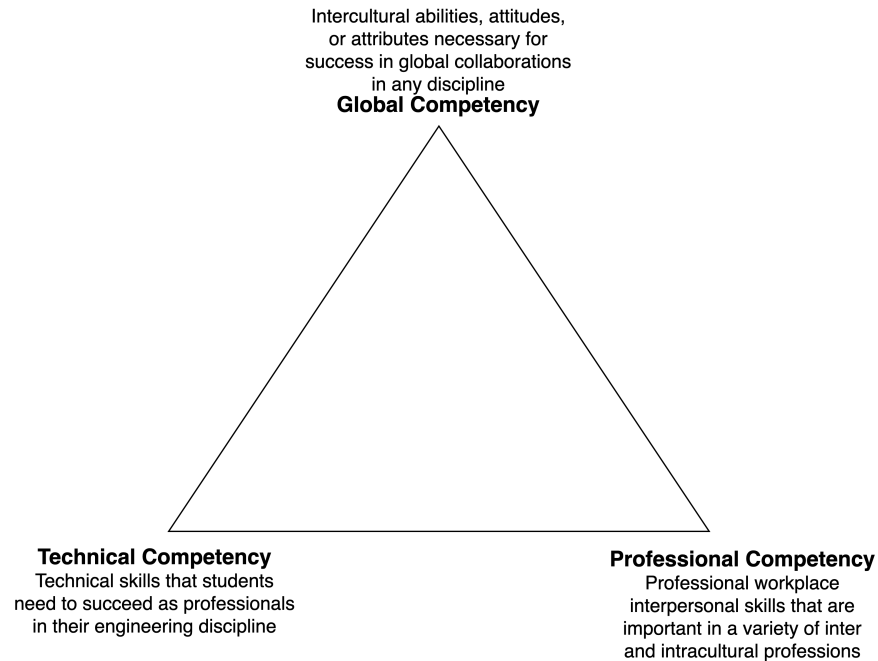 Intercultural abilities, attitudes,
or attributes necessary for
success in global collaborations
in any discipline
Global Competency
Technical Competency
Technical skills that students
need to succeed as professionals
in their engineering discipline
Professional Competency
Professional workplace
interpersonal skills that are
important in a variety of inter
and intracultural professions